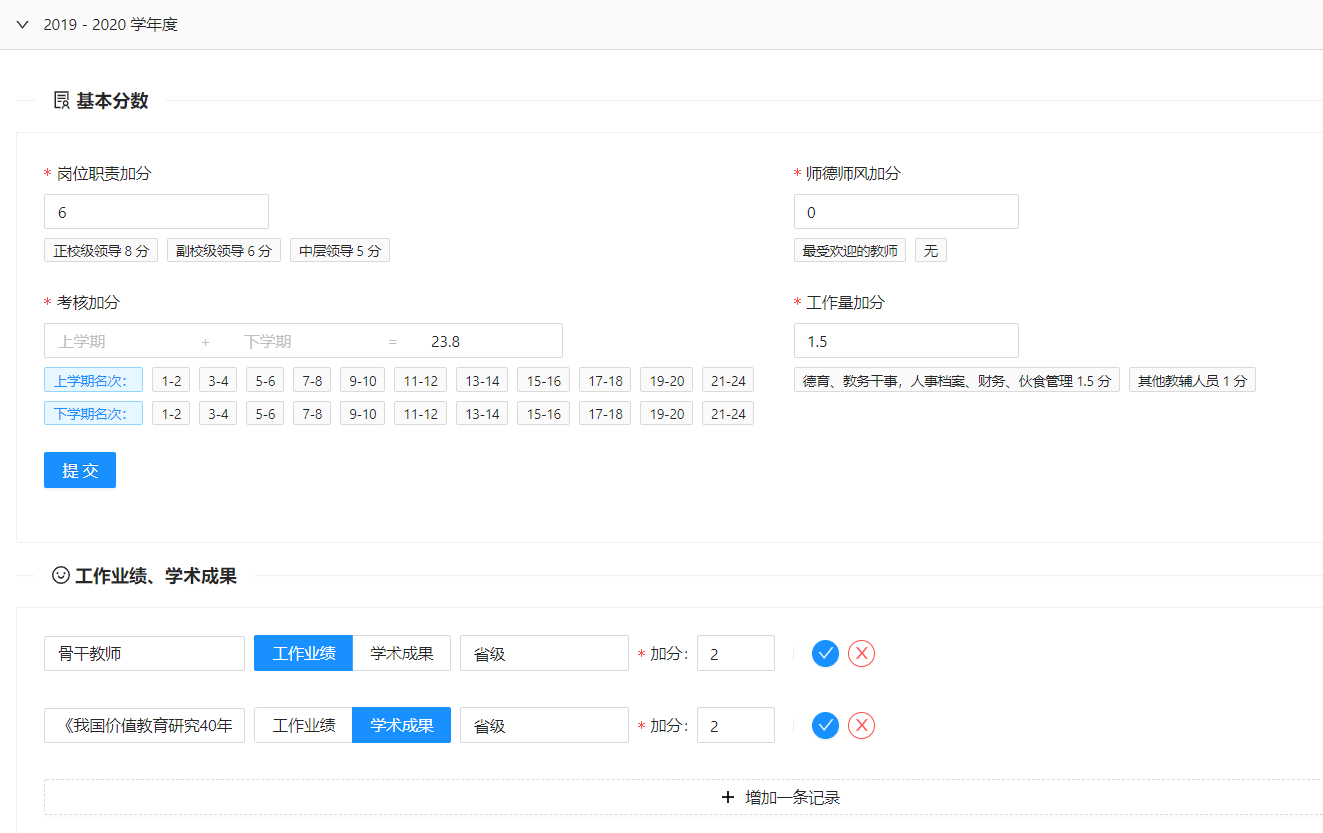 2019 - 2020 学年度
基本分数
* 岗位职责加分 * 师德师风加分
6 0
正校级领导 8 分 副校级领导 6 分 中层领导 5 分 最受欢迎的教师 无
* 考核加分 * 工作量加分
上学期 + 下学期 = 23.8 1.5
上学期名次： 1-2 3-4 5-6 7-8 9-10 11-12 13-14 15-16 17-18 19-20 21-24 德育、教务干事，人事档案、财务、伙食管理 1.5 分 其他教辅人员 1 分
下学期名次： 1-2 3-4 5-6 7-8 9-10 11-12 13-14 15-16 17-18 19-20 21-24
提 交
工作业绩、学术成果
骨干教师 工作业绩 学术成果 省级 * 加分： 2
《我国价值教育研究40年 工作业绩 学术成果 省级 * 加分： 2
+ 增加一条记录